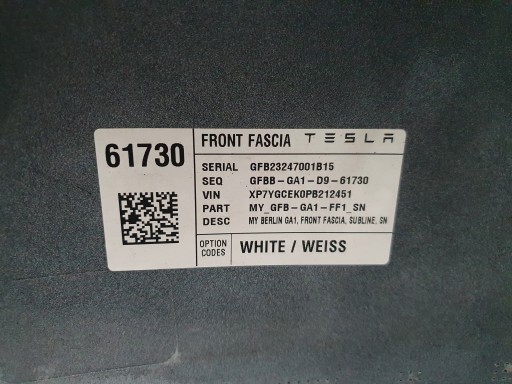 61730
FRONT FASCIA TESLA
SERIAL GFB23247001B15
SEQ GFBB-GA1-D9-61730
VIN XP7YGCEK0PB212451
PART MY_GFB-GA1-FF1_SN
DESC MY BERLIN GA1, FRONT FASCIA, SUBLINE, SN
OPTION CODES WHITE / WEISS